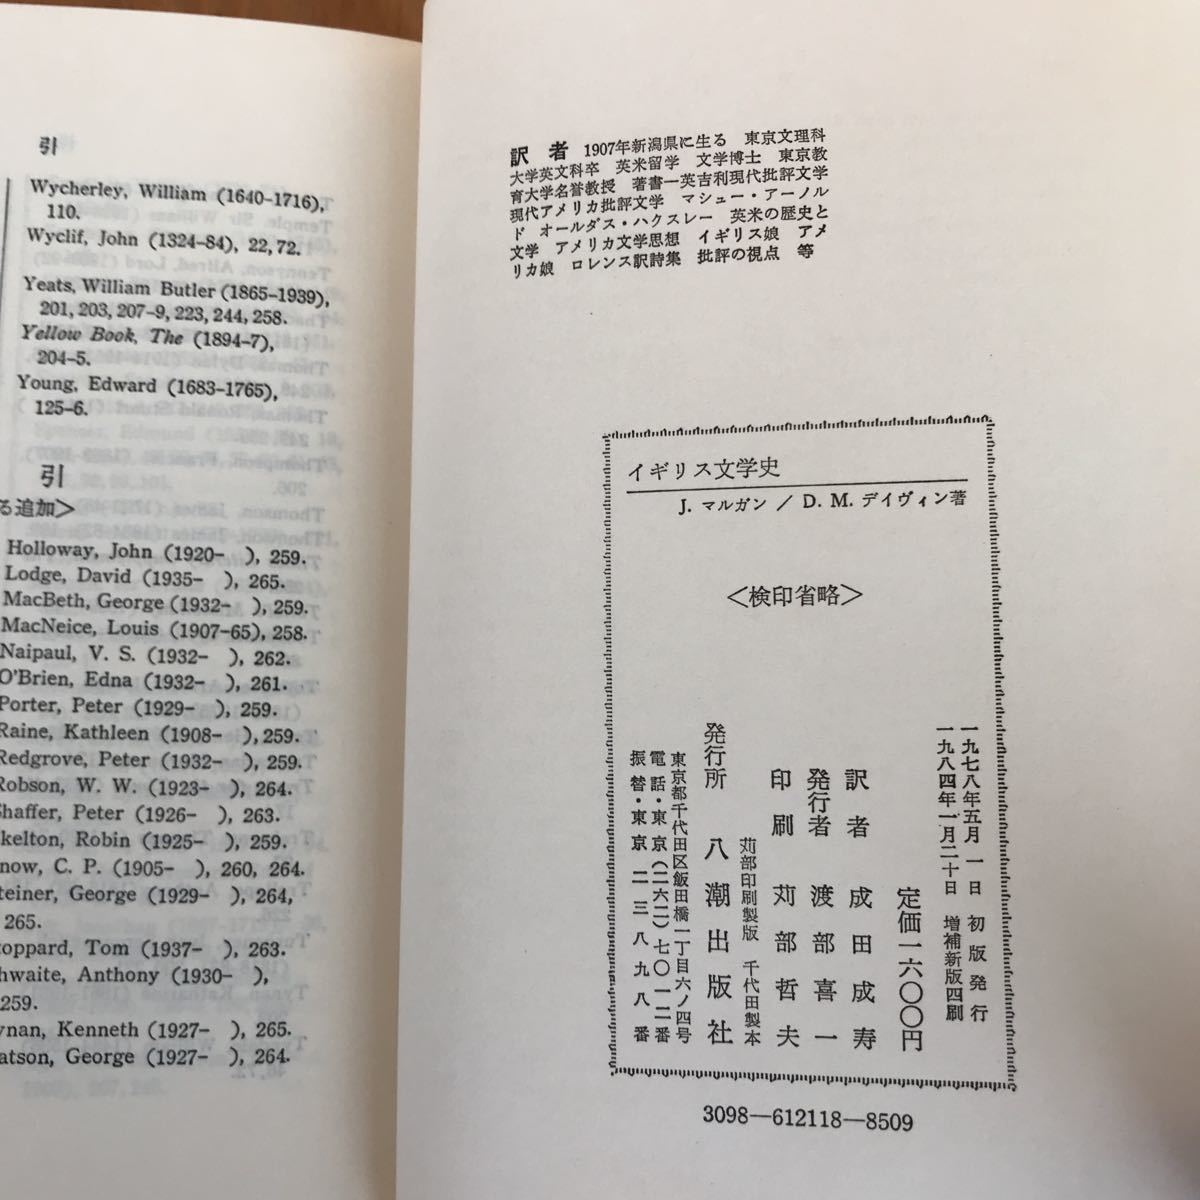 引
Wycherley, William (1640–1716),
110.
Wyclif, John (1324–84), 22, 72.
Yeats, William Butler (1865–1939),
201, 203, 207–9, 223, 244, 258.
Yellow Book, The (1894–7),
204–5.
Young, Edward (1683–1765),
125–6.
引
る追加>
Holloway, John (1920– ), 259.
Lodge, David (1935– ), 265.
MacBeth, George (1932– ), 259.
MacNeice, Louis (1907–65), 258.
Naipaul, V. S. (1932– ), 262.
O'Brien, Edna (1932– ), 261.
Porter, Peter (1929– ), 259.
Raine, Kathleen (1908– ), 259.
Redgrove, Peter (1932– ), 259.
Robson, W. W. (1923– ), 264.
Shaffer, Peter (1926– ), 263.
kelton, Robin (1925– ), 259.
now, C. P. (1905– ), 260, 264.
teiner, George (1929– ), 264,
265.
toppard, Tom (1937– ), 263.
hwaite, Anthony (1930– ),
259.
ynan, Kenneth (1927– ), 265.
atson, George (1927– ), 264.
訳者 1907年新潟県に生る 東京文理科
大学英文科卒 英米留学 文学博士 東京教
育大学名誉教授 著書―英吉利現代批評文学
現代アメリカ批評文学 マシュー・アーノル
ド オールダス・ハクスレー 英米の歴史と
文学 アメリカ文学思想 イギリス娘 アメ
リカ娘 ロレンス訳詩集 批評の視点 等
イギリス文学史
J. マルガン / D. M. デイヴィン著
<検印省略>
一九七八年五月一日 初版発行
一九八四年一月二十日 増補新版四刷
定価一六〇〇円
訳者 成田成寿
発行者 渡部喜一
印刷 苅部哲夫
苅部印刷製版 千代田製本
発行所 八潮出版社
東京都千代田区飯田橋一丁目六ノ四号
電話・東京(二六二)七〇一二番
振替・東京二三八九八番
3098—612118—8509